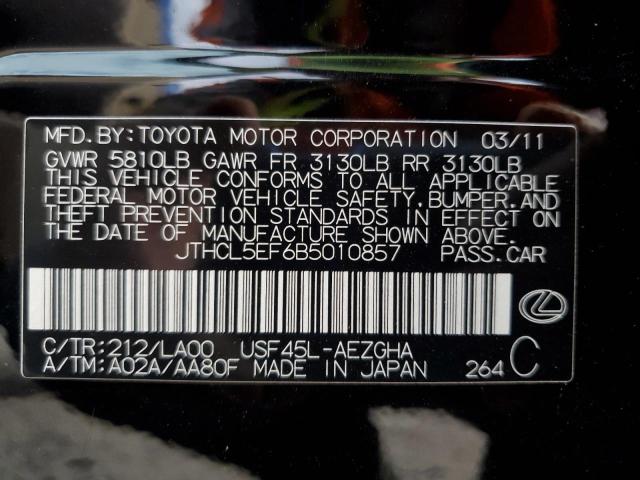 MFD.BY:TOYOTA MOTOR CORPORATION 03/11
GVWR 5810LB GAWR FR 3130LB RR 3130LB
THIS VEHICLE CONFORMS TO ALL APPLICABLE
FEDERAL MOTOR VEHICLE SAFETY,BUMPER,AND
THEFT PREVENTION STANDARDS IN EFFECT ON
THE DATE OF MANUFACTURE SHOWN ABOVE.
JTHCL5EF6B5010857 PASS.CAR
C/TR:212/LA00 USF45L-AEZGHA
A/TM:A02A/AA80F MADE IN JAPAN 264 C